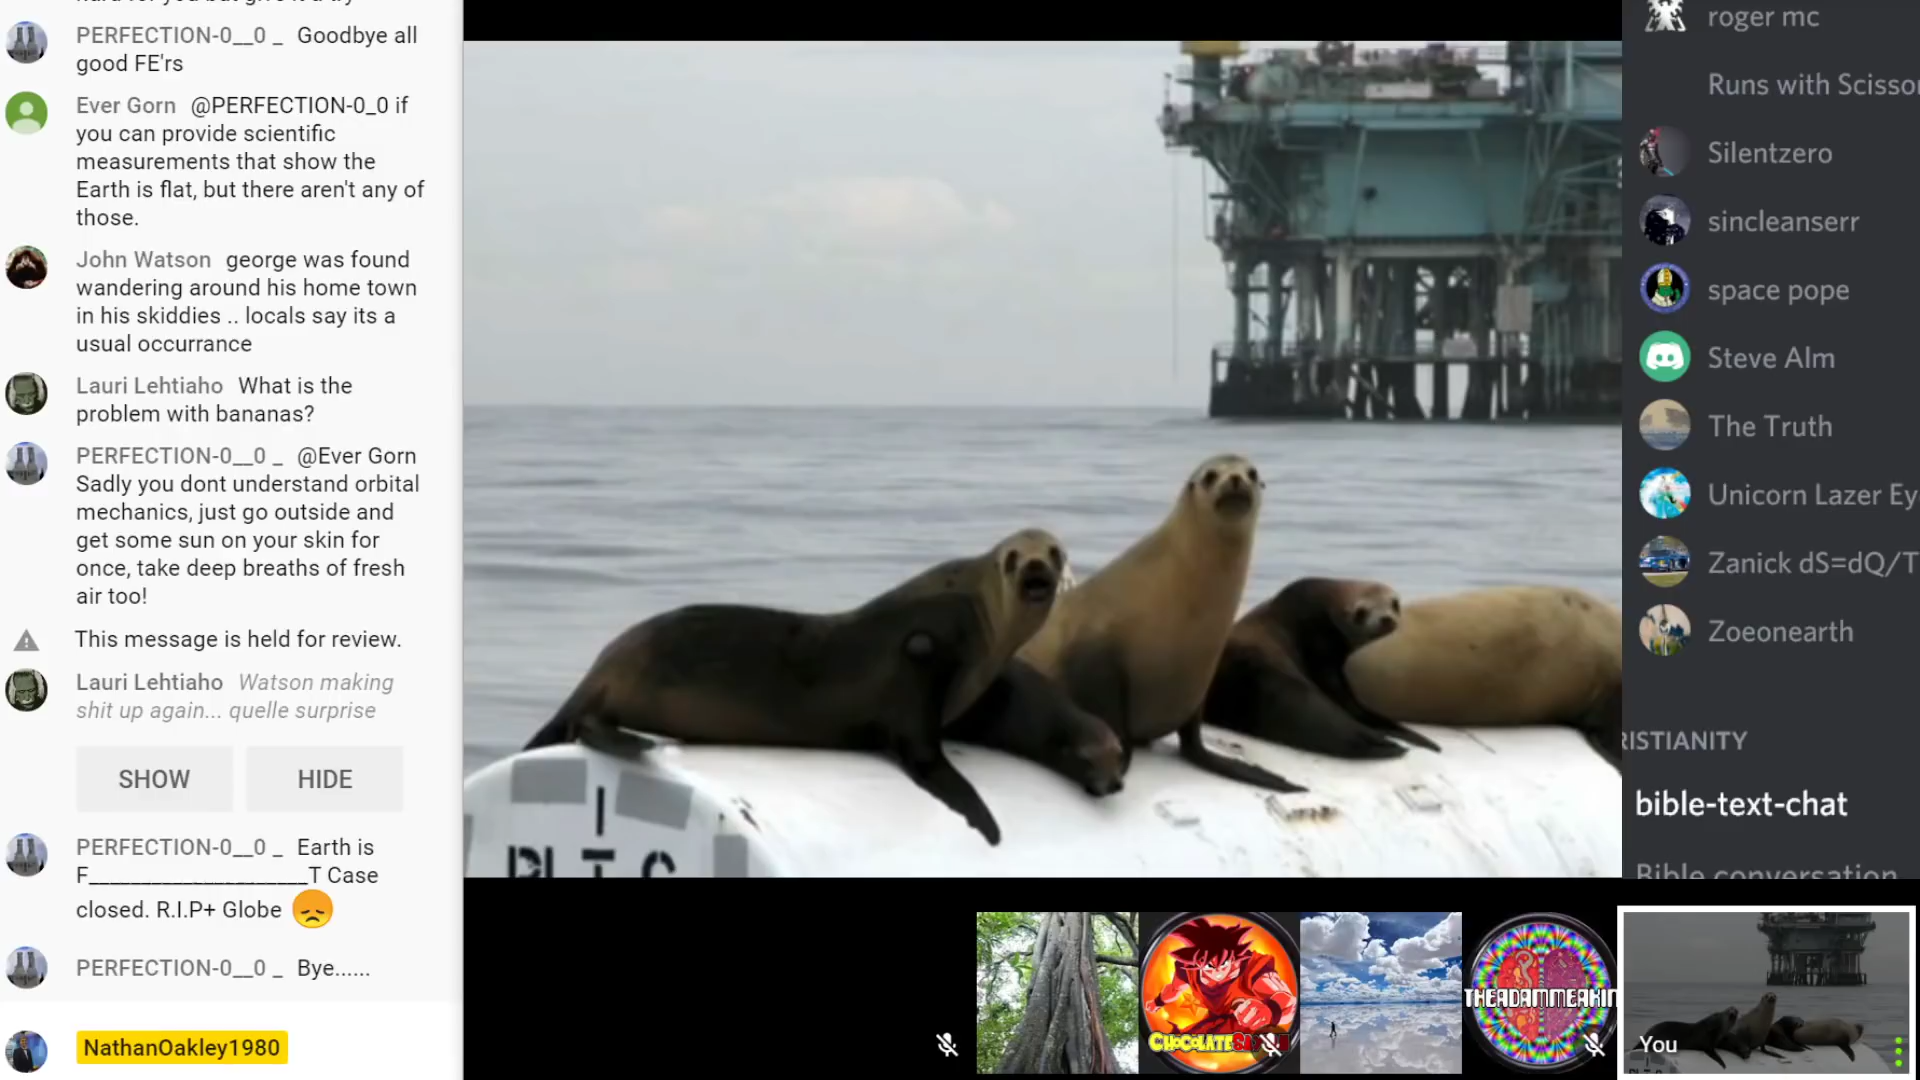 PERFECTION-0__0 _ Goodbye all
good FE'rs
Ever Gorn @PERFECTION-0_0 if
you can provide scientific
measurements that show the
Earth is flat, but there aren't any of
those.
John Watson george was found
wandering around his home town
in his skiddies .. locals say its a
usual occurrance
Lauri Lehtiaho What is the
problem with bananas?
PERFECTION-0__0 _ @Ever Gorn
Sadly you dont understand orbital
mechanics, just go outside and
get some sun on your skin for
once, take deep breaths of fresh
air too!
This message is held for review.
Lauri Lehtiaho Watson making
shit up again... quelle surprise
SHOW HIDE
PERFECTION-0__0 _ Earth is
F_____________________T Case
closed. R.I.P+ Globe
PERFECTION-0__0 _ Bye......
NathanOakley1980
THEADAMMEAKIN
You
roger mc
Runs with Scissor
Silentzero
sincleanserr
space pope
Steve Alm
The Truth
Unicorn Lazer Ey
Zanick dS=dQ/T
Zoeonearth
RISTIANITY
bible-text-chat
Bible conversation